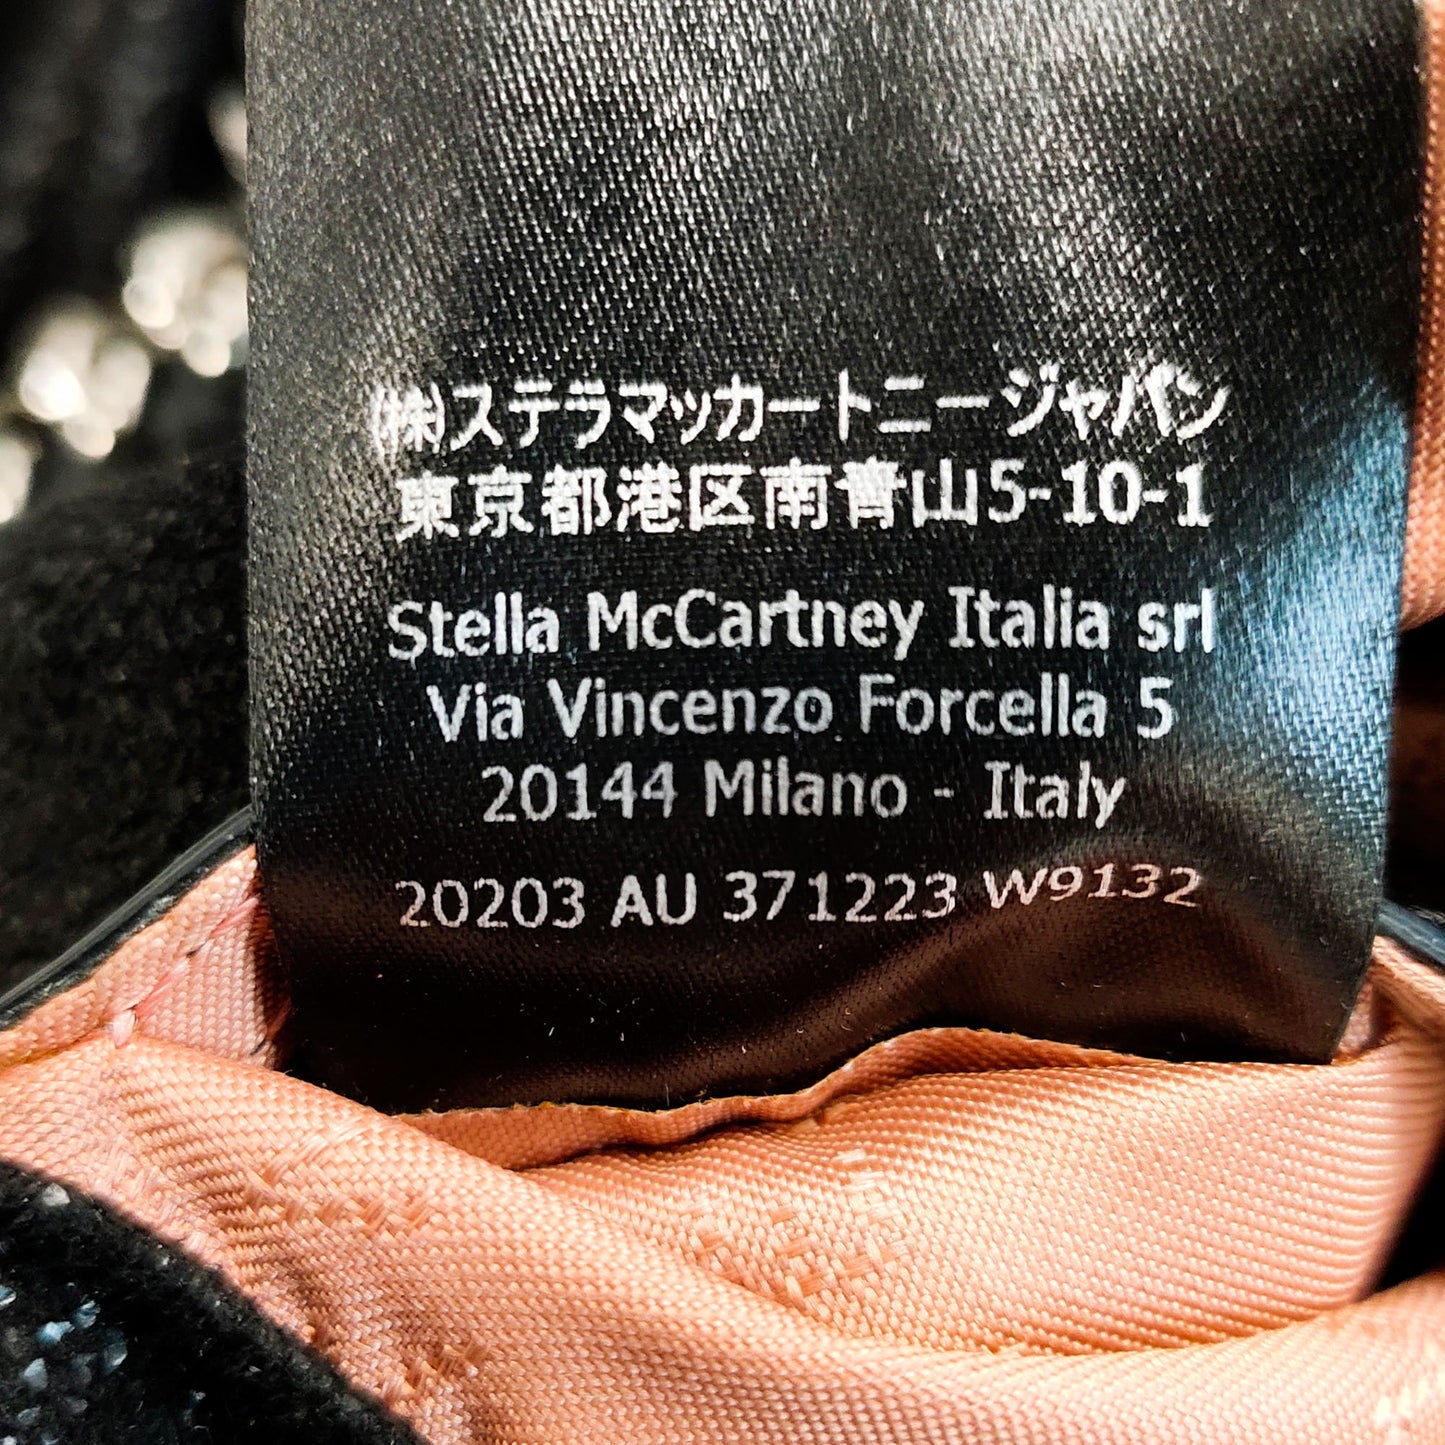 (株)ステラマッカートニージャパン
東京都港区南青山5-10-1
Stella McCartney Italia srl
Via Vincenzo Forcella 5
20144 Milano - Italy
20203 AU 371223 W9132